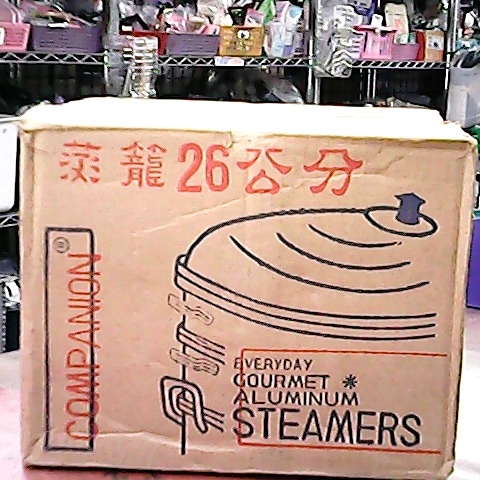 蒸籠26公分
COMPANION®
EVERYDAY
GOURMET *
ALUMINUM
STEAMERS